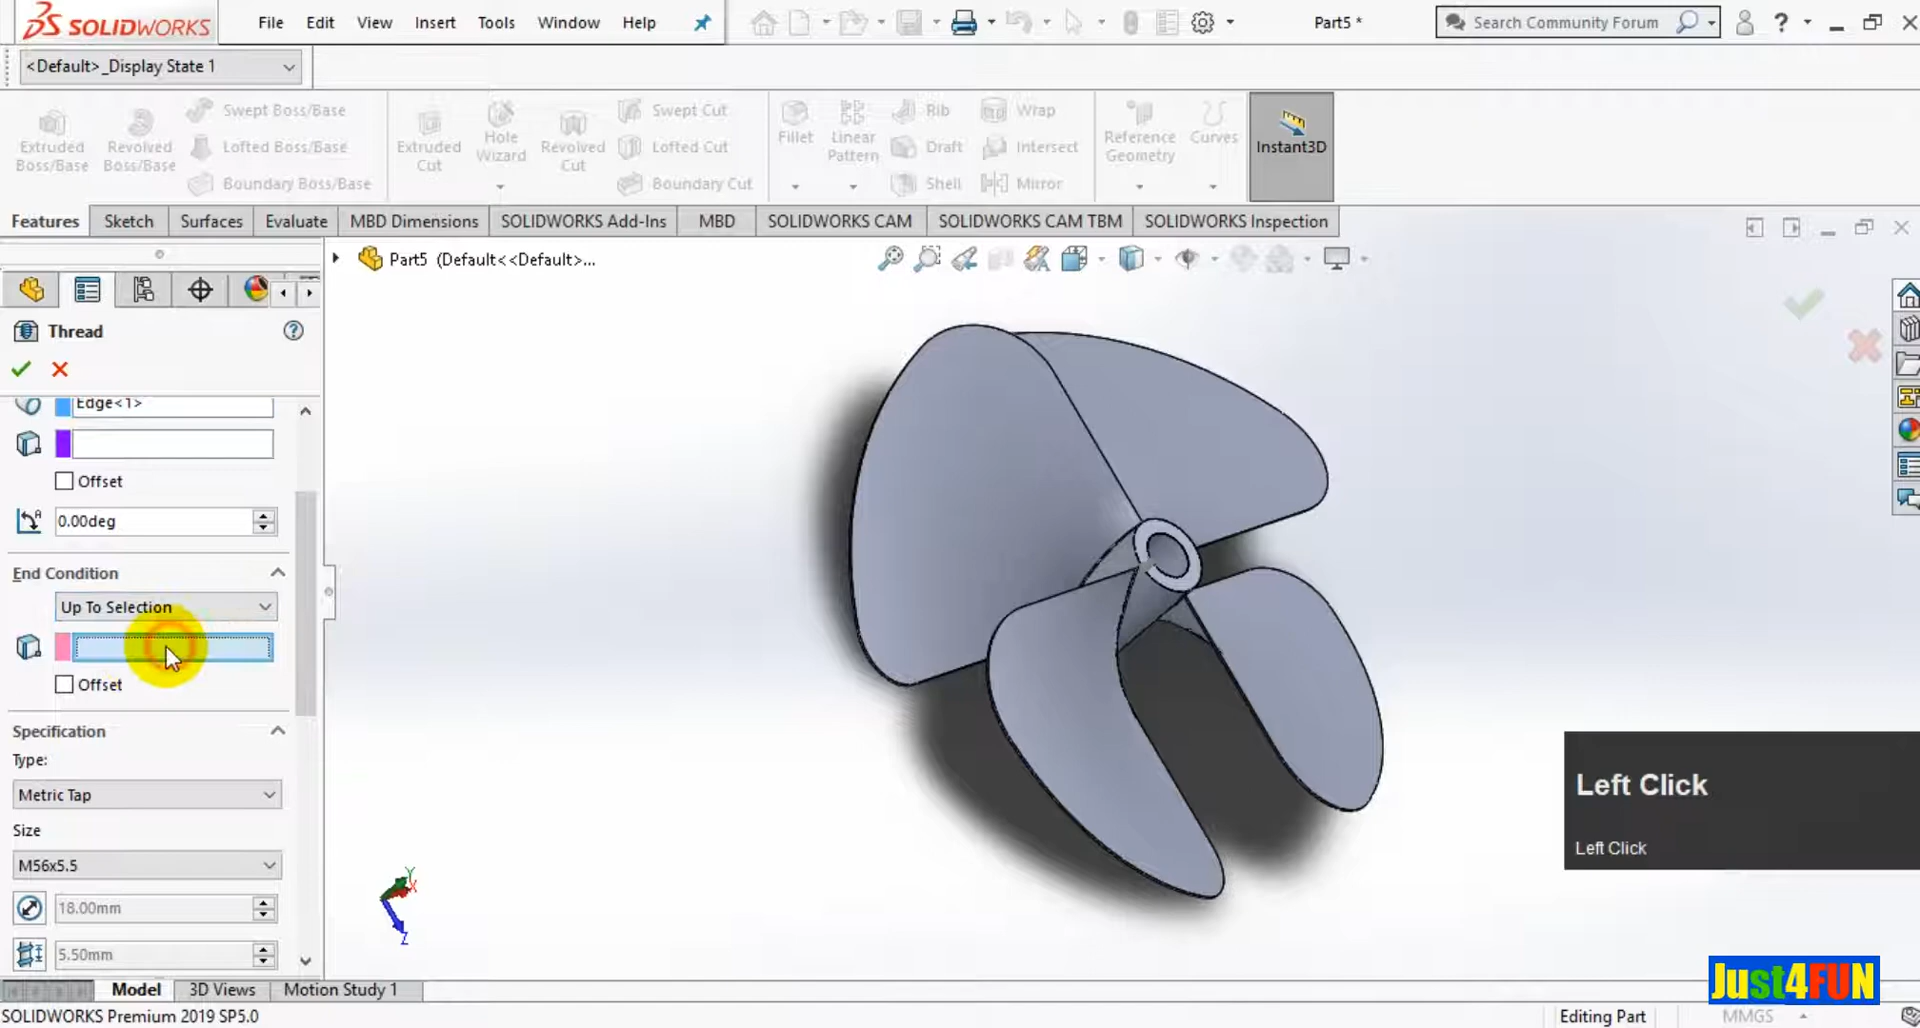 SOLIDWORKS File Edit View Insert Tools Window Help Part5 * Search Community Forum ?
<Default>_Display State 1
Extruded Boss/Base
Revolved Boss/Base
Swept Boss/Base
Lofted Boss/Base
Boundary Boss/Base
Extruded Cut
Hole Wizard
Revolved Cut
Swept Cut
Lofted Cut
Boundary Cut
Fillet
Linear Pattern
Rib
Draft
Shell
Wrap
Intersect
Mirror
Reference Geometry
Curves
Instant3D
Features Sketch Surfaces Evaluate MBD Dimensions SOLIDWORKS Add-Ins MBD SOLIDWORKS CAM SOLIDWORKS CAM TBM SOLIDWORKS Inspection
Part5 (Default<<Default>...
Thread
Edge<1>
Offset
0.00deg
End Condition
Up To Selection
Offset
Specification
Type:
Metric Tap
Size
M56x5.5
18.00mm
5.50mm
Y
X
Z
Left Click
Left Click
Just4FUN
Model 3D Views Motion Study 1
SOLIDWORKS Premium 2019 SP5.0 Editing Part MMGS